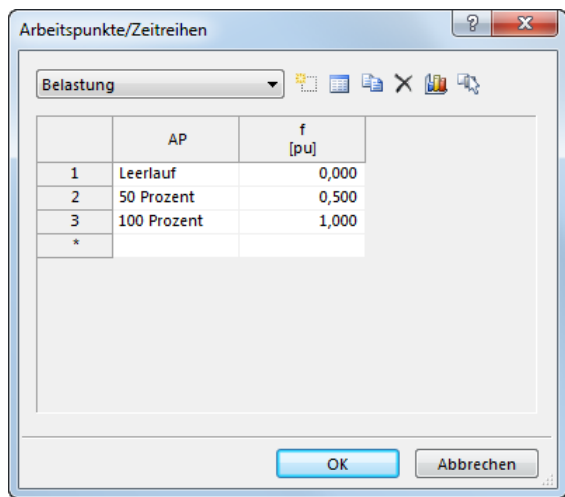 Arbeitspunkte/Zeitreihen
?
Belastung
AP f
[pu]
1 Leerlauf 0,000
2 50 Prozent 0,500
3 100 Prozent 1,000
*
OK Abbrechen